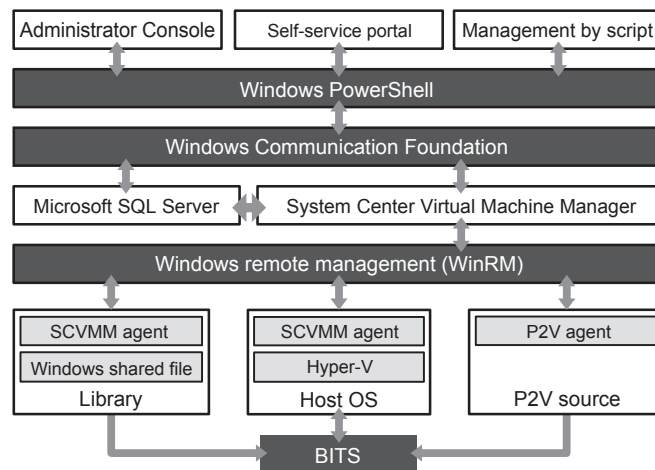 Administrator Console
Self-service portal
Management by script
Windows PowerShell
Windows Communication Foundation
Microsoft SQL Server
System Center Virtual Machine Manager
Windows remote management (WinRM)
SCVMM agent
Windows shared file
Library
SCVMM agent
Hyper-V
Host OS
P2V agent
P2V source
BITS